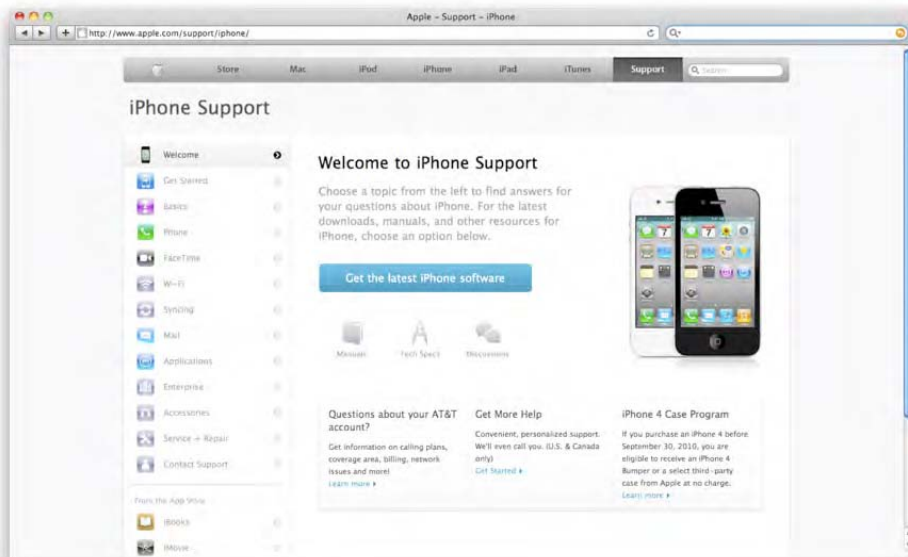 Apple - Support - iPhone
http://www.apple.com/support/iphone/
Store Mac iPod iPhone iPad iTunes Support Search
iPhone Support
Welcome
Get Started
Basics
Phone
FaceTime
Wi-Fi
Syncing
Mail
Applications
Enterprise
Accessories
Service + Repair
Contact Support
From the App Store
iBooks
iMovie
Welcome to iPhone Support
Choose a topic from the left to find answers for
your questions about iPhone. For the latest
downloads, manuals, and other resources for
iPhone, choose an option below.
Get the latest iPhone software
Manuals Tech Specs Discussions
Questions about your AT&T
account?
Get information on calling plans,
coverage area, billing, network
issues and more!
Learn more
Get More Help
Convenient, personalized support.
We'll even call you. (U.S. & Canada
only)
Get Started
iPhone 4 Case Program
If you purchase an iPhone 4 before
September 30, 2010, you are
eligible to receive an iPhone 4
Bumper or a select third-party
case from Apple at no charge.
Learn more